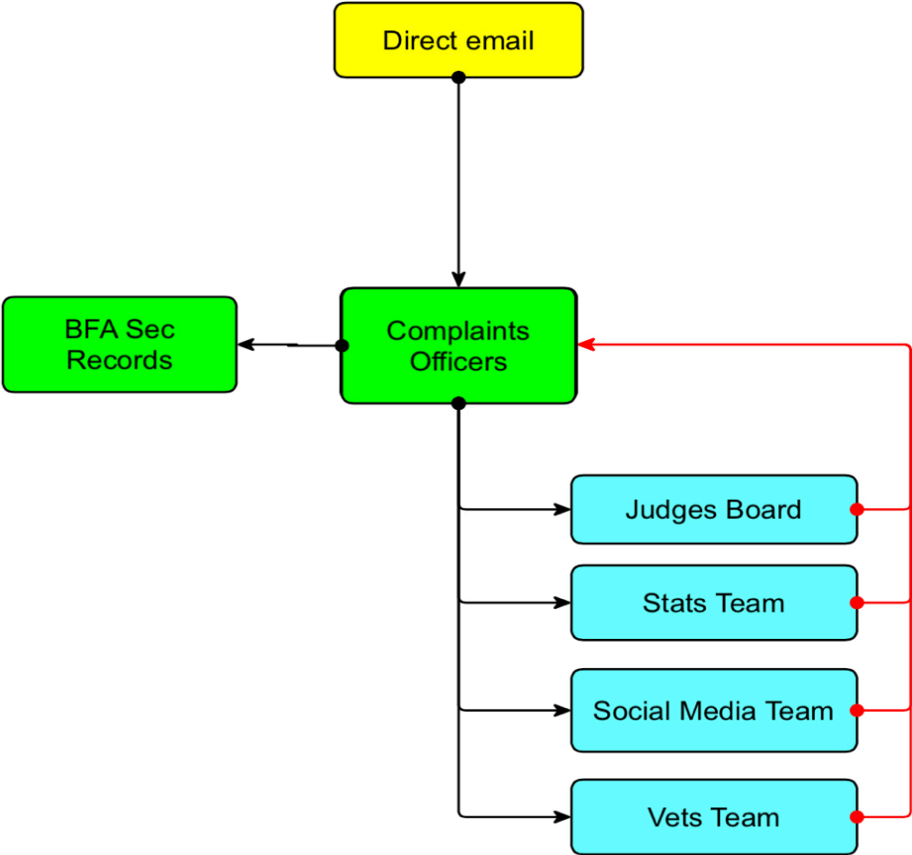 Direct email
BFA Sec
Records
Complaints
Officers
Judges Board
Stats Team
Social Media Team
Vets Team